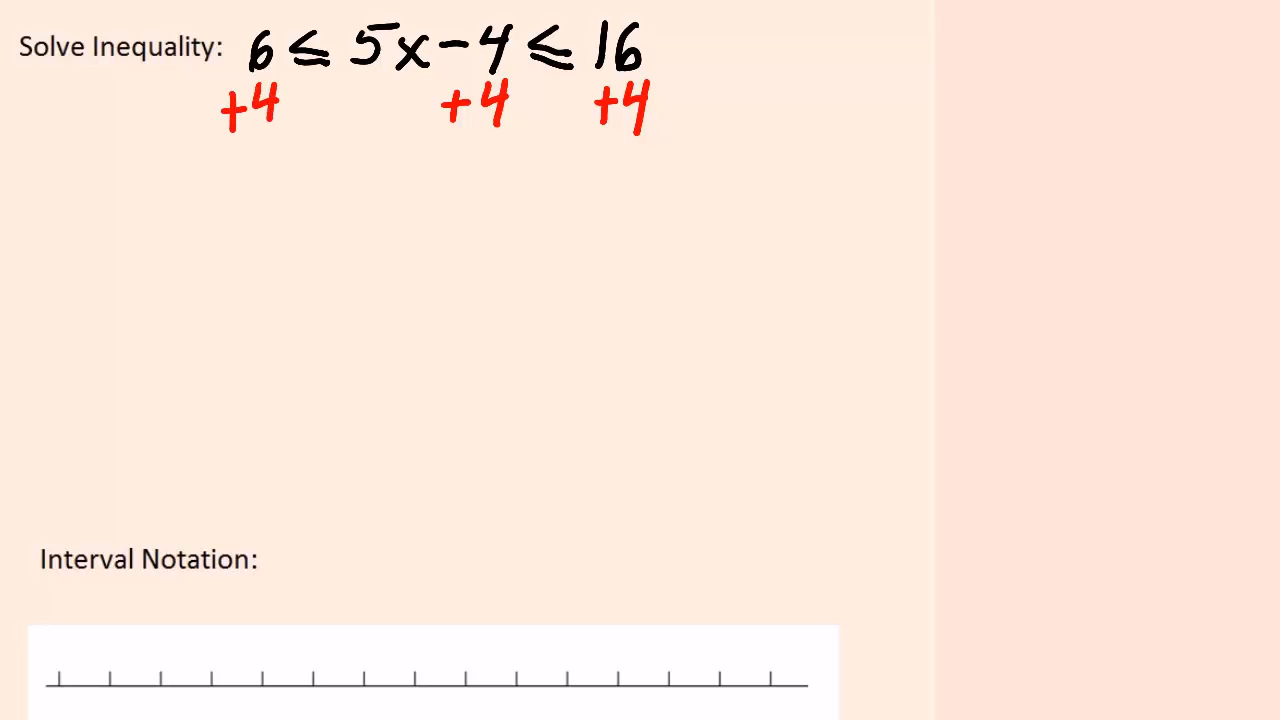 Solve Inequality: 6 ≤ 5x - 4 ≤ 16
+4 +4 +4
Interval Notation: